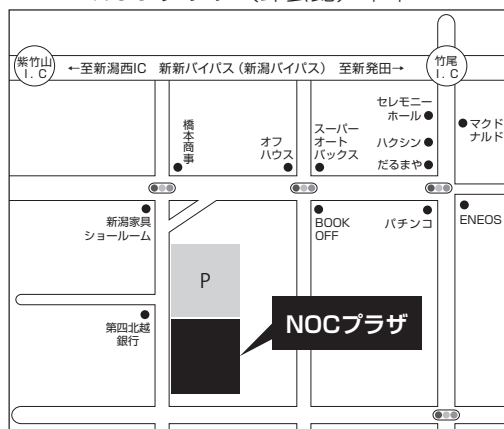 紫竹山
I. C
←至新潟西IC 新新バイパス（新潟バイパス） 至新発田→
竹尾
I. C
橋本商事
オフ
ハウス
スーパー
オート
バックス
セレモニー
ホール
ハクシン
だるまや
マクド
ナルド
新潟家具
ショールーム
BOOK
OFF
パチンコ
ENEOS
P
NOCプラザ
第四北越
銀行